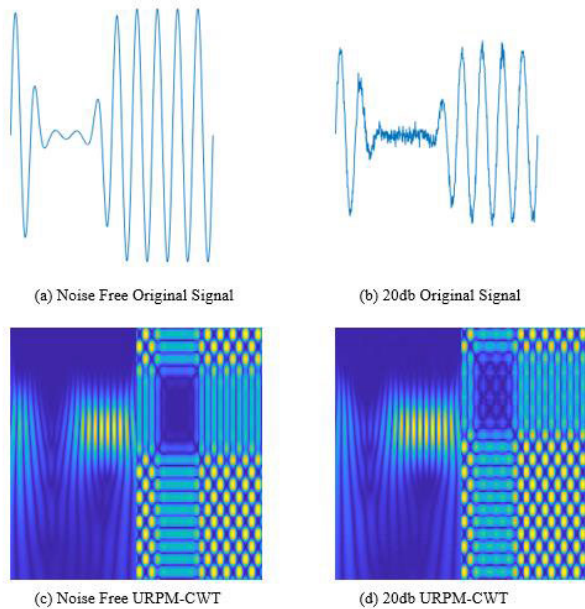 (a) Noise Free Original Signal
(b) 20db Original Signal
(c) Noise Free URPM-CWT
(d) 20db URPM-CWT